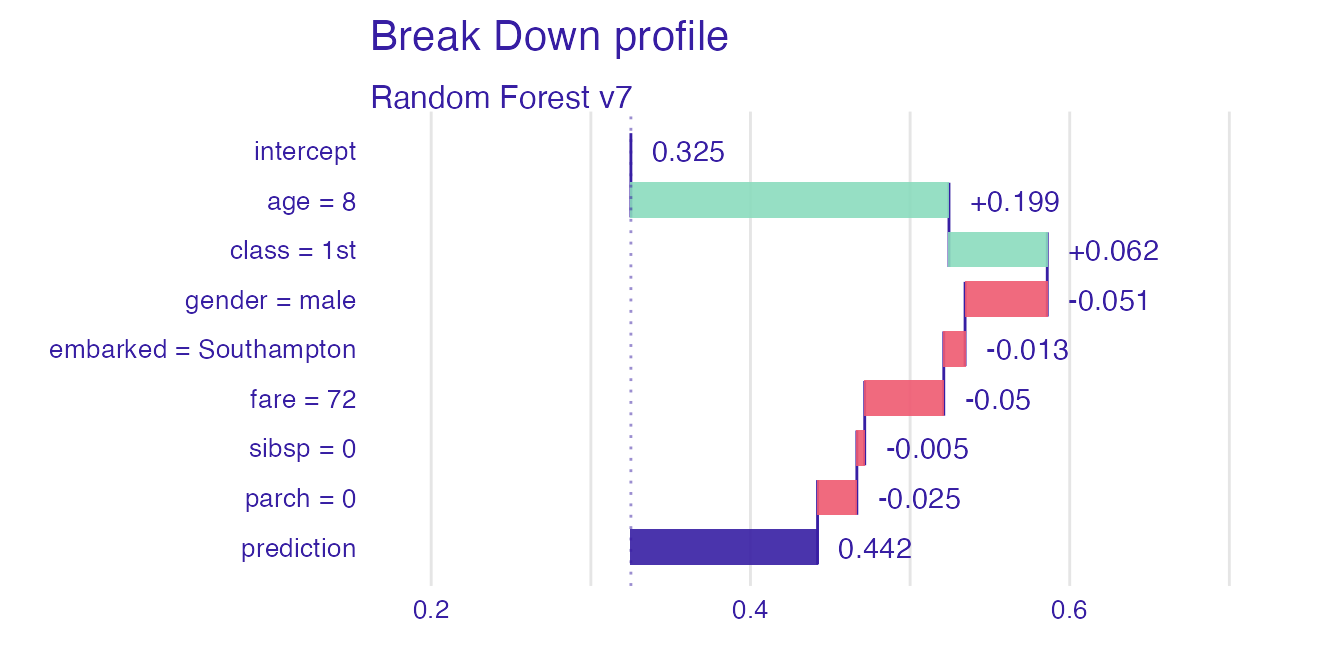 Break Down profile
Random Forest v7
intercept 0.325
age = 8 +0.199
class = 1st +0.062
gender = male -0.051
embarked = Southampton -0.013
fare = 72 -0.05
sibsp = 0 -0.005
parch = 0 -0.025
prediction 0.442
0.2 0.4 0.6